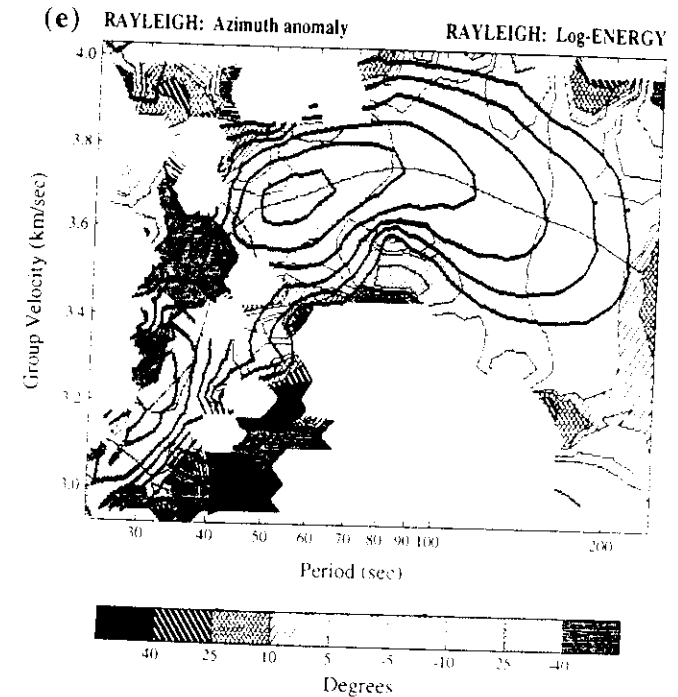 (e) RAYLEIGH: Azimuth anomaly RAYLEIGH: Log-ENERGY
4.0
3.8
3.6
3.4
3.2
3.0
Group Velocity (km/sec)
30 40 50 60 70 80 90 100 200
Period (sec)
40 25 10 5 -5 -10 -25 -40
Degrees